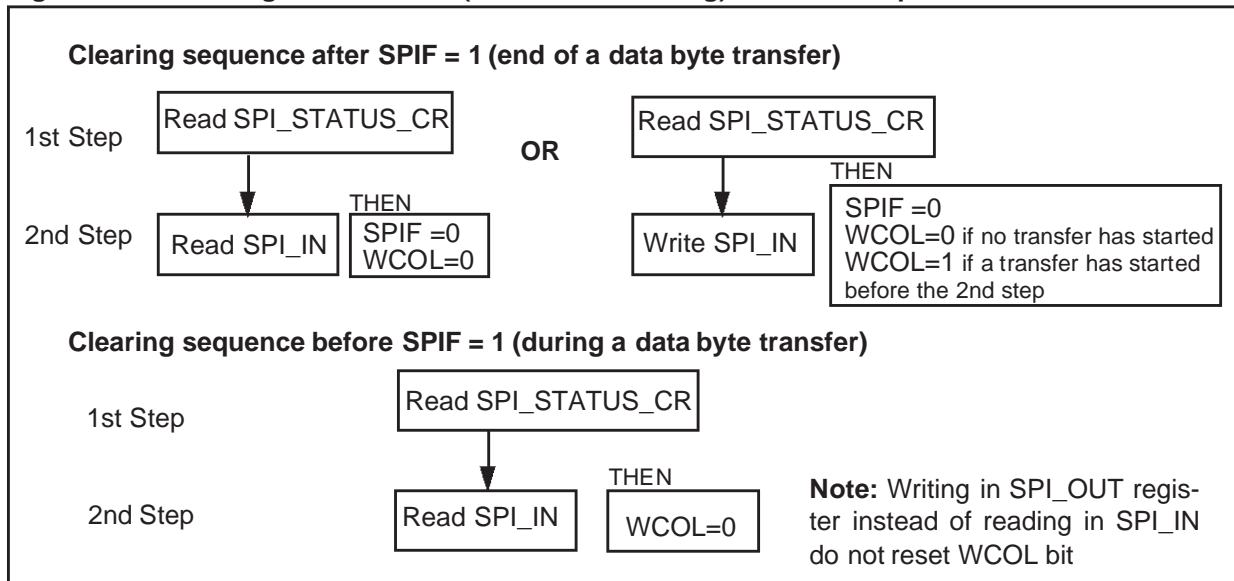 Clearing sequence after SPIF = 1 (end of a data byte transfer)
1st Step
Read SPI_STATUS_CR
OR
Read SPI_STATUS_CR
2nd Step
Read SPI_IN
THEN
SPIF =0
WCOL=0
Write SPI_IN
THEN
SPIF =0
WCOL=0 if no transfer has started
WCOL=1 if a transfer has started
before the 2nd step
Clearing sequence before SPIF = 1 (during a data byte transfer)
1st Step
Read SPI_STATUS_CR
2nd Step
Read SPI_IN
THEN
WCOL=0
Note: Writing in SPI_OUT regis-
ter instead of reading in SPI_IN
do not reset WCOL bit